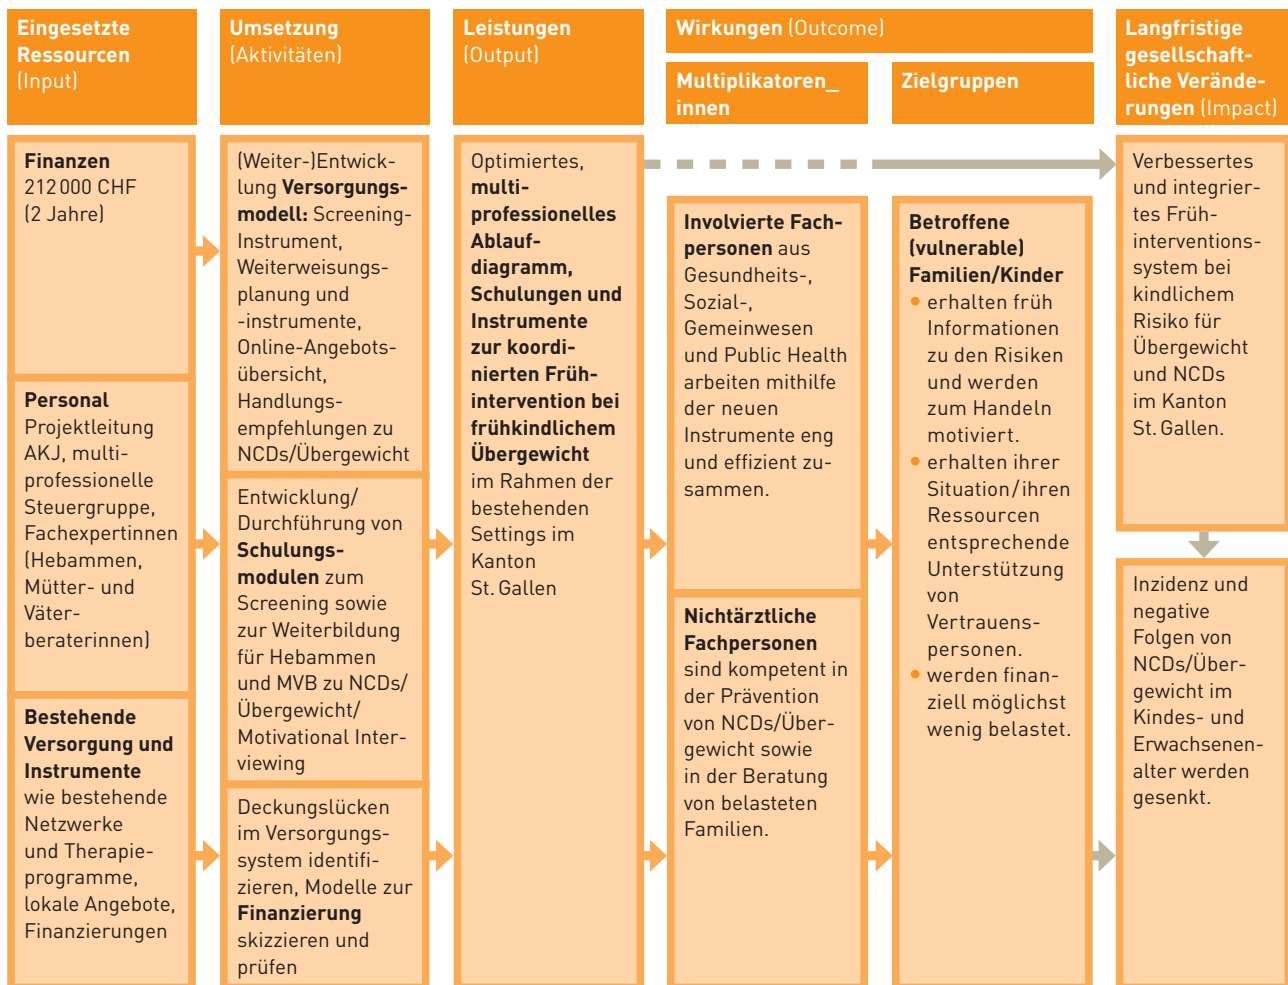 Eingesetzte
Ressourcen
(Input)
Umsetzung
(Aktivitäten)
Leistungen
(Output)
Wirkungen (Outcome)
Multiplikatoren_
innen
Zielgruppen
Langfristige
gesellschaft-
liche Verände-
rungen (Impact)
Finanzen
212 000 CHF
(2 Jahre)
Personal
Projektleitung
AKJ, multi-
professionelle
Steuergruppe,
Fachexpertinnen
(Hebammen,
Mütter- und
Väter-
beraterinnen)
Bestehende
Versorgung und
Instrumente
wie bestehende
Netzwerke
und Therapie-
programme,
lokale Angebote,
Finanzierungen
(Weiter-)Entwick-
lung Versorgungs-
modell: Screening-
Instrument,
Weiterweisungs-
planung und
-instrumente,
Online-Angebots-
übersicht,
Handlungs-
empfehlungen zu
NCDs/Übergewicht
Entwicklung/
Durchführung von
Schulungs-
modulen zum
Screening sowie
zur Weiterbildung
für Hebammen
und MVB zu NCDs/
Übergewicht/
Motivational Inter-
viewing
Deckungslücken
im Versorgungs-
system identifi-
zieren, Modelle zur
Finanzierung
skizzieren und
prüfen
Optimiertes,
multi-
professionelles
Ablauf-
diagramm,
Schulungen und
Instrumente
zur koordi-
nierten Früh-
intervention bei
frühkindlichem
Übergewicht
im Rahmen der
bestehenden
Settings im
Kanton
St. Gallen
Involvierte Fach-
personen aus
Gesundheits-,
Sozial-,
Gemeinwesen
und Public Health
arbeiten mithilfe
der neuen
Instrumente eng
und effizient zu-
sammen.
Nichtärztliche
Fachpersonen
sind kompetent in
der Prävention
von NCDs/Über-
gewicht sowie
in der Beratung
von belasteten
Familien.
Betroffene
(vulnerable)
Familien/Kinder
• erhalten früh
Informationen
zu den Risiken
und werden
zum Handeln
motiviert.
• erhalten ihrer
Situation/ihren
Ressourcen
entsprechende
Unterstützung
von
Vertrauens-
personen.
• werden finan-
ziell möglichst
wenig belastet.
Verbessertes
und integrier-
tes Früh-
interventions-
system bei
kindlichem
Risiko für
Übergewicht
und NCDs
im Kanton
St. Gallen.
Inzidenz und
negative
Folgen von
NCDs/Über-
gewicht im
Kindes- und
Erwachsenen-
alter werden
gesenkt.